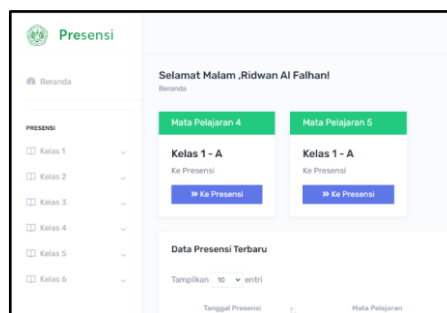 Presensi
Beranda
PRESENSI
Kelas 1
Kelas 2
Kelas 3
Kelas 4
Kelas 5
Kelas 6
Selamat Malam ,Ridwan Al Falhan!
Beranda
Mata Pelajaran 4
Kelas 1 - A
Ke Presensi
» Ke Presensi
Mata Pelajaran 5
Kelas 1 - A
Ke Presensi
» Ke Presensi
Data Presensi Terbaru
Tampilkan 10 entri
Tanggal Presensi Mata Pelajaran